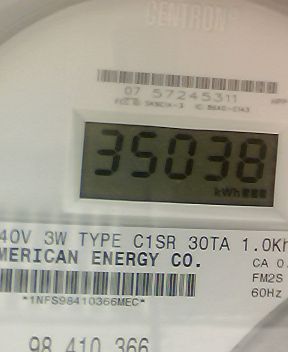 CENTRON
07 57245311
35038
kWh
40V 3W TYPE C1SR 30TA 1.0Kh
MERICAN ENERGY CO.
CA 0.
FM2S
60Hz
*1NFS98410366MEC*
98 410 366